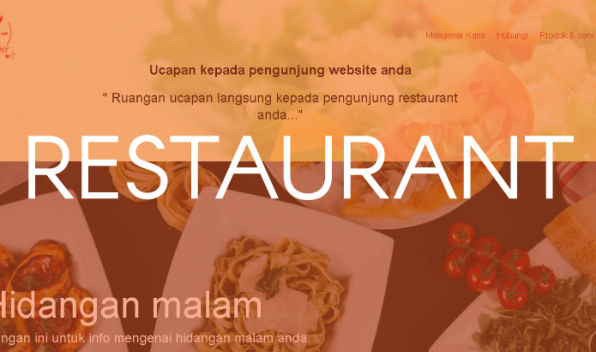 Mengenai Kami Hubungi Produk & serv
Ucapan kepada pengunjung website anda
" Ruangan ucapan langsung kepada pengunjung restaurant
anda..."
RESTAURANT
Hidangan malam
ngan ini untuk info mengenai hidangan malam anda